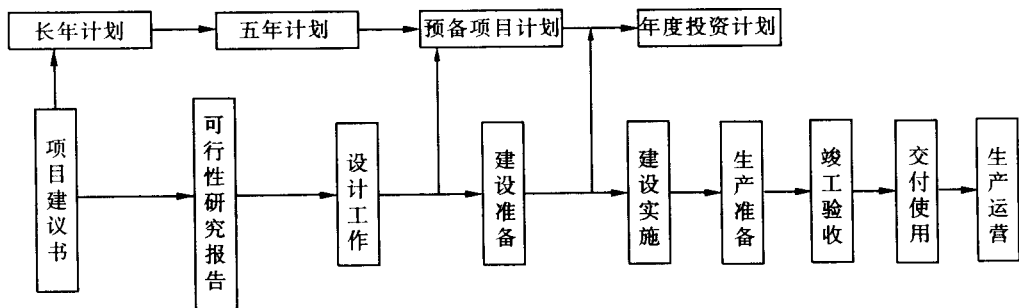 长年计划
五年计划
预备项目计划
年度投资计划
项目建议书
可行性研究报告
设计工作
建设准备
建设实施
生产准备
竣工验收
交付使用
生产运营